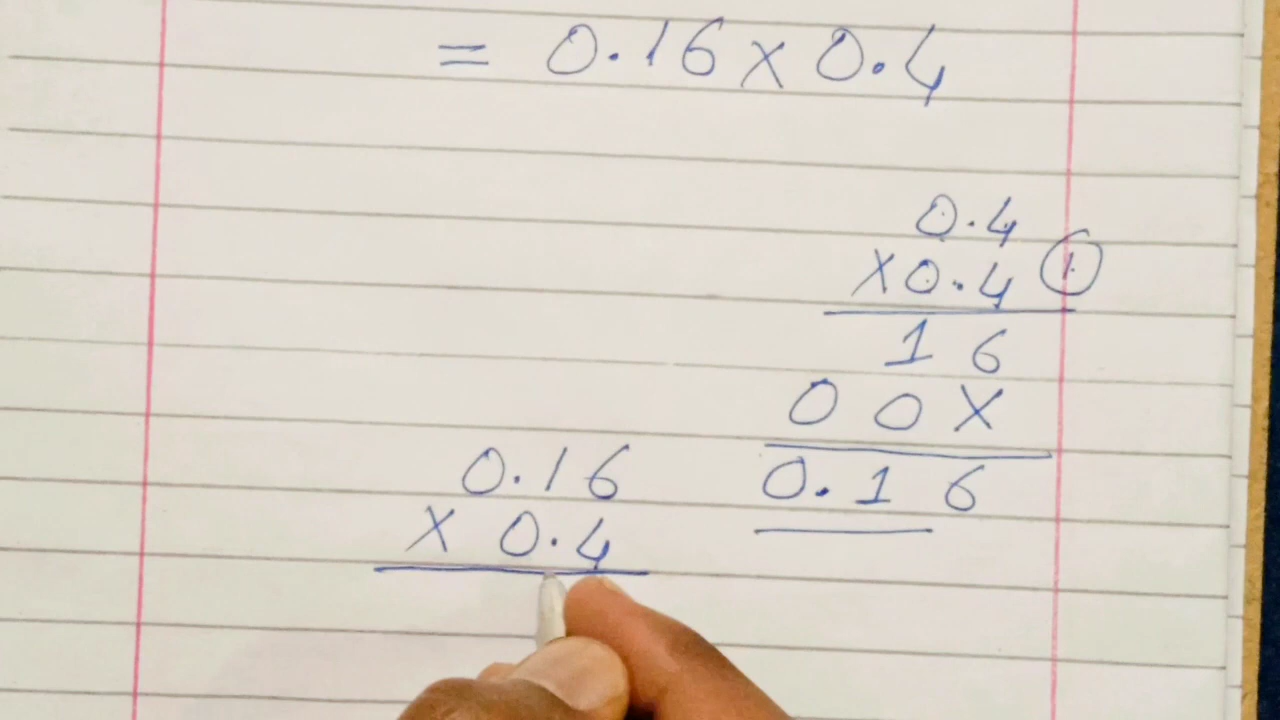 = 0.16 x 0.4
0.4
x 0.4 1
1 6
0 0 x
0.1 6
0.16
x 0.4